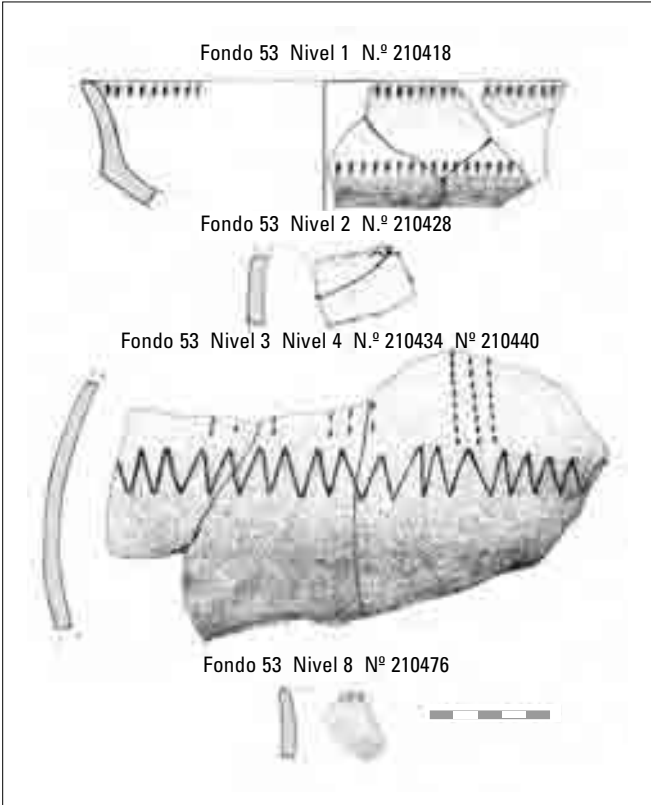 Fondo 53 Nivel 1 N.º 210418
Fondo 53 Nivel 2 N.º 210428
Fondo 53 Nivel 3 Nivel 4 N.º 210434 Nº 210440
Fondo 53 Nivel 8 Nº 210476